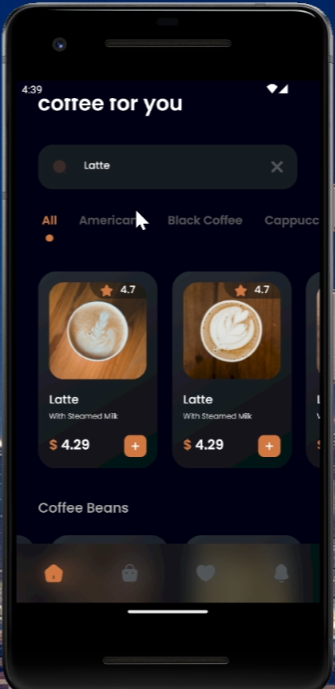 4:39
coffee for you
Latte
All American Black Coffee Cappucc
4.7 4.7
Latte Latte
With Steamed Milk With Steamed Milk
$ 4.29 + $ 4.29 +
Coffee Beans